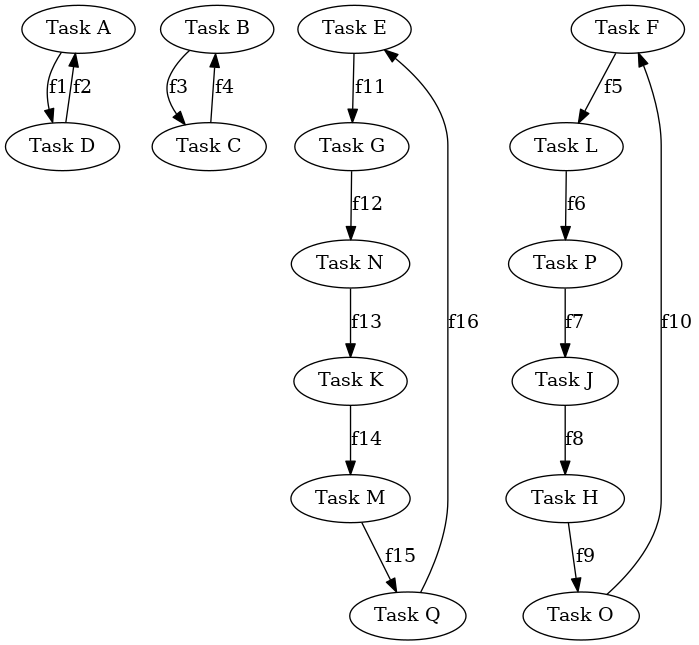 Task A
Task B
Task E
Task F
f1
f2
f3
f4
f11
f5
Task D
Task C
Task G
Task L
f12
f6
Task N
Task P
f13
f16
f7
f10
Task K
Task J
f14
f8
Task M
Task H
f15
f9
Task Q
Task O